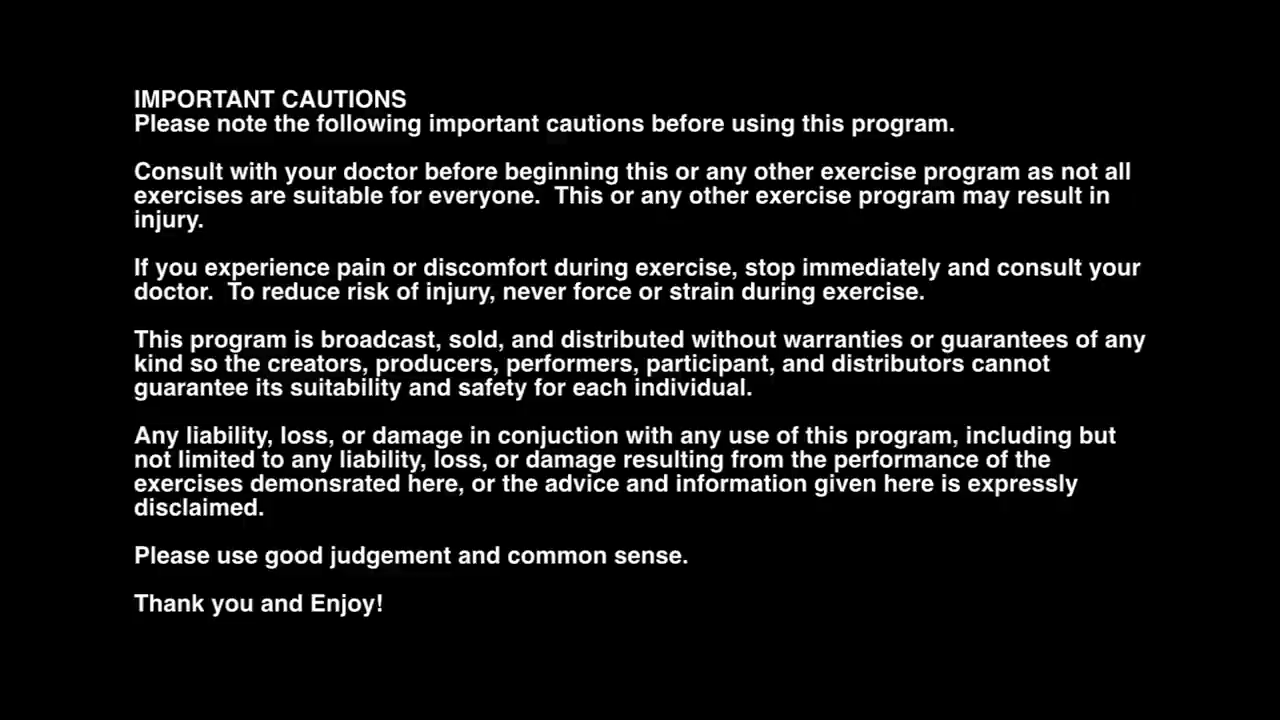 IMPORTANT CAUTIONS
Please note the following important cautions before using this program.
Consult with your doctor before beginning this or any other exercise program as not all
exercises are suitable for everyone.  This or any other exercise program may result in
injury.
If you experience pain or discomfort during exercise, stop immediately and consult your
doctor.  To reduce risk of injury, never force or strain during exercise.
This program is broadcast, sold, and distributed without warranties or guarantees of any
kind so the creators, producers, performers, participant, and distributors cannot
guarantee its suitability and safety for each individual.
Any liability, loss, or damage in conjuction with any use of this program, including but
not limited to any liability, loss, or damage resulting from the performance of the
exercises demonsrated here, or the advice and information given here is expressly
disclaimed.
Please use good judgement and common sense.
Thank you and Enjoy!